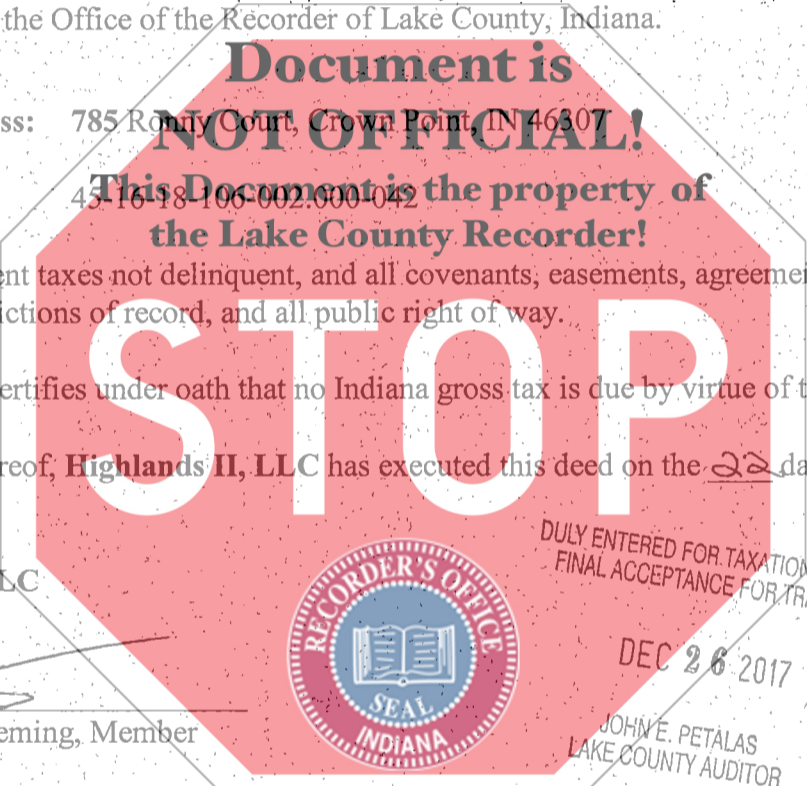 the Office of the Recorder of Lake County, Indiana.
Document is
ss: 785 Ronny Court, Crown Point, IN 46307
NOT OFFICIAL!
45-16-18-106-002.000-042
This Document is the property of
the Lake County Recorder!
ent taxes not delinquent, and all covenants, easements, agreemen
ictions of record, and all public right of way.
STOP
ertifies under oath that no Indiana gross tax is due by virtue of t
reof, Highlands II, LLC has executed this deed on the 22 da
DULY ENTERED FOR TAXATION
FINAL ACCEPTANCE FOR TRA
LC
RECORDER'S OFFICE
SEAL
INDIANA
DEC 26 2017
eming, Member
JOHN E. PETALAS
LAKE COUNTY AUDITOR